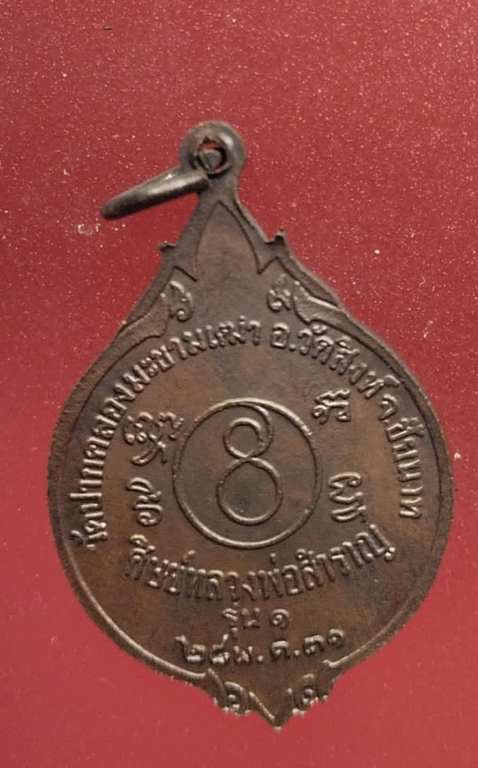 วัดปากคลองมะขามเฒ่า อ.วัดสิงห์ จ.ชัยนาท
ศิษย์หลวงพ่อสำราญ
รุ่น ๑
๒๘ พ.ค. ๓๑